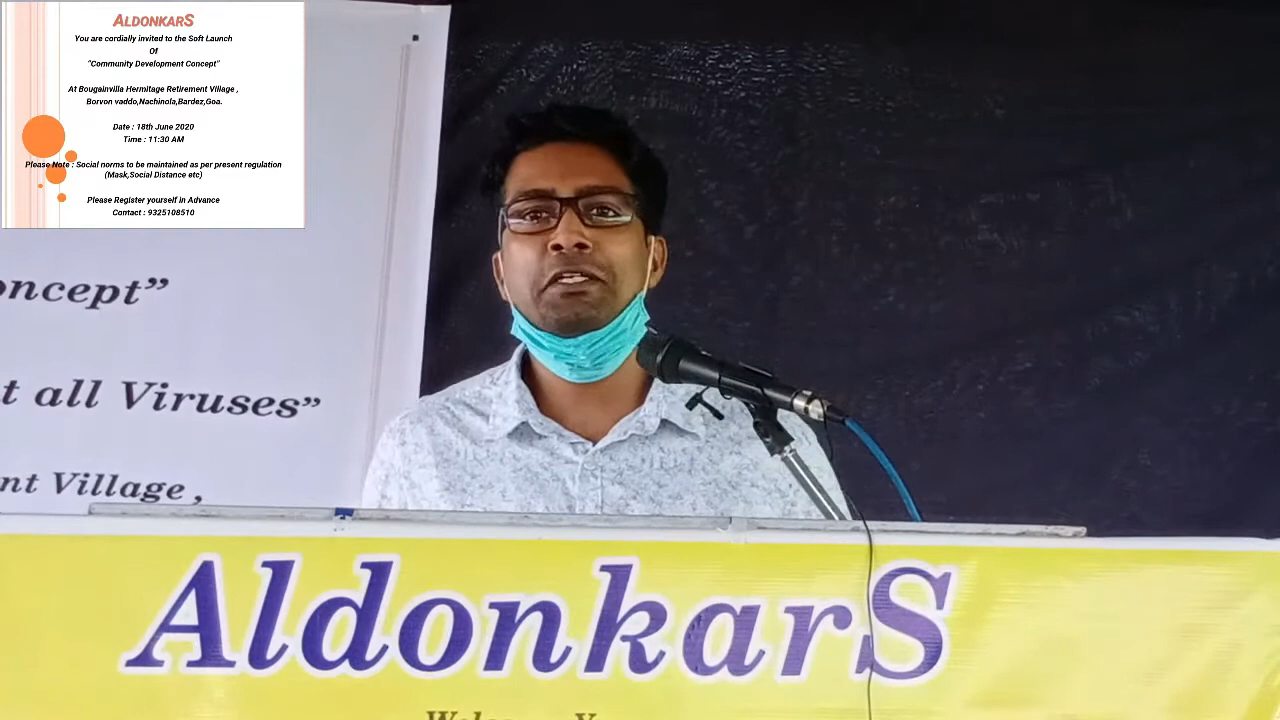 ALDONKARS
You are cordially invited to the Soft Launch
Of
"Community Development Concept"
At Bougainvilla Hermitage Retirement Village ,
Borvon vaddo,Nachinola,Bardez,Goa.
Date : 18th June 2020
Time : 11:30 AM
Please Note : Social norms to be maintained as per present regulation
(Mask,Social Distance etc)
Please Register yourself in Advance
Contact : 9325108510
oncept”
t all Viruses”
nt Village ,
AldonkarS